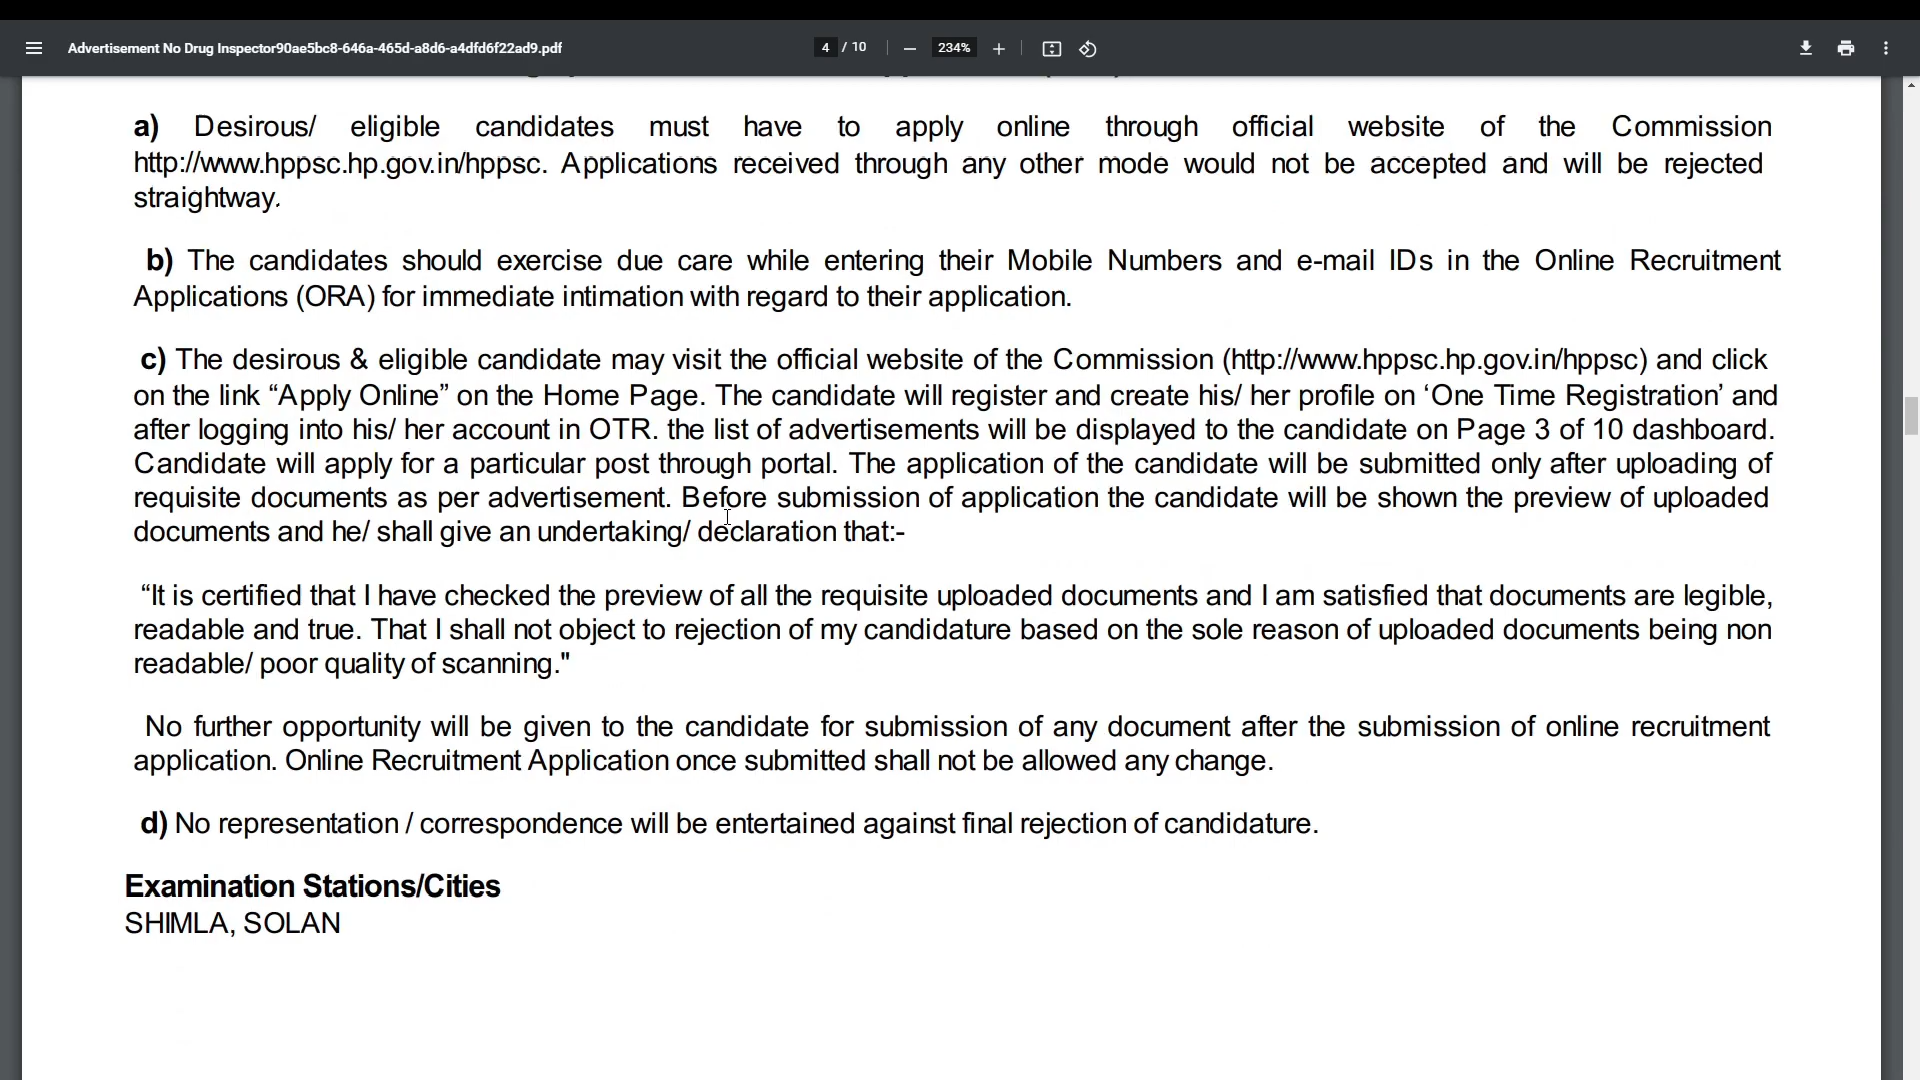 Advertisement No Drug Inspector90ae5bc8-646a-465d-a8d6-a4dfd6f22ad9.pdf
4 / 10
234%
a) Desirous/ eligible candidates must have to apply online through official website of the Commission
http://www.hppsc.hp.gov.in/hppsc. Applications received through any other mode would not be accepted and will be rejected
straightway.
b) The candidates should exercise due care while entering their Mobile Numbers and e-mail IDs in the Online Recruitment
Applications (ORA) for immediate intimation with regard to their application.
c) The desirous & eligible candidate may visit the official website of the Commission (http://www.hppsc.hp.gov.in/hppsc) and click
on the link “Apply Online” on the Home Page. The candidate will register and create his/ her profile on ‘One Time Registration’ and
after logging into his/ her account in OTR. the list of advertisements will be displayed to the candidate on Page 3 of 10 dashboard.
Candidate will apply for a particular post through portal. The application of the candidate will be submitted only after uploading of
requisite documents as per advertisement. Before submission of application the candidate will be shown the preview of uploaded
documents and he/ shall give an undertaking/ declaration that:-
“It is certified that I have checked the preview of all the requisite uploaded documents and I am satisfied that documents are legible,
readable and true. That I shall not object to rejection of my candidature based on the sole reason of uploaded documents being non
readable/ poor quality of scanning."
No further opportunity will be given to the candidate for submission of any document after the submission of online recruitment
application. Online Recruitment Application once submitted shall not be allowed any change.
d) No representation / correspondence will be entertained against final rejection of candidature.
Examination Stations/Cities
SHIMLA, SOLAN